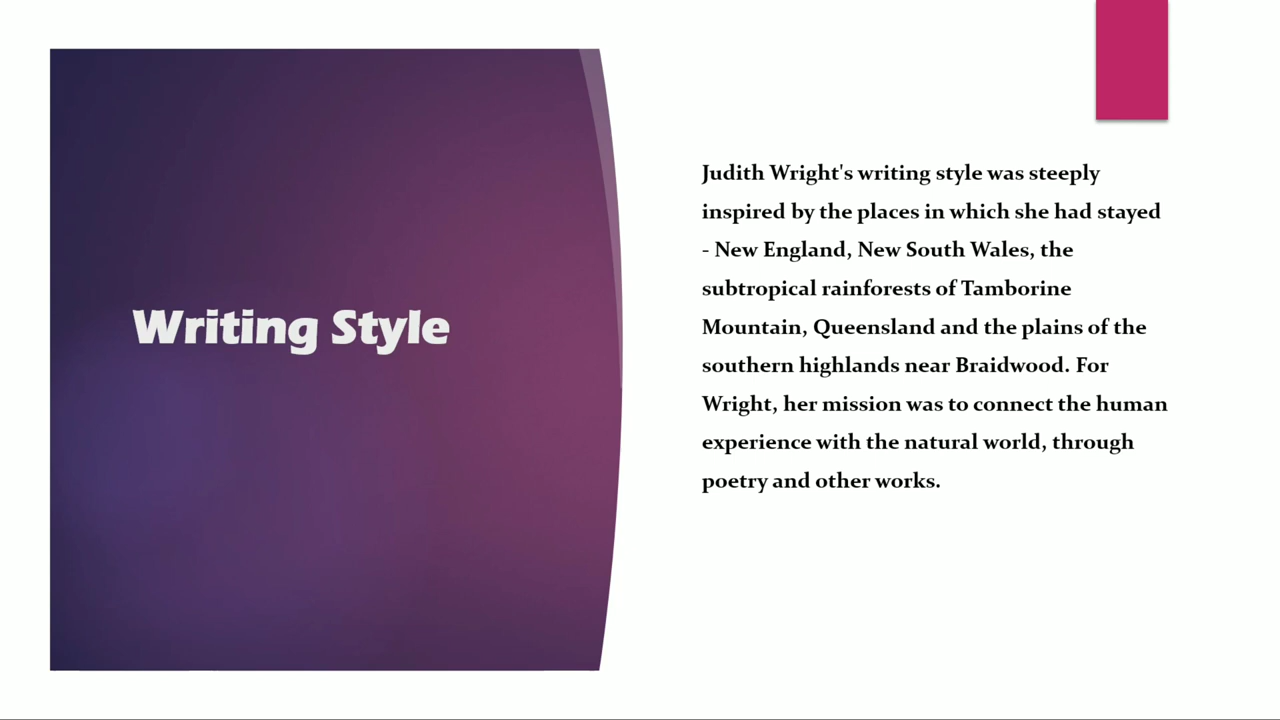 Writing Style
Judith Wright's writing style was steeply
inspired by the places in which she had stayed
- New England, New South Wales, the
subtropical rainforests of Tamborine
Mountain, Queensland and the plains of the
southern highlands near Braidwood. For
Wright, her mission was to connect the human
experience with the natural world, through
poetry and other works.